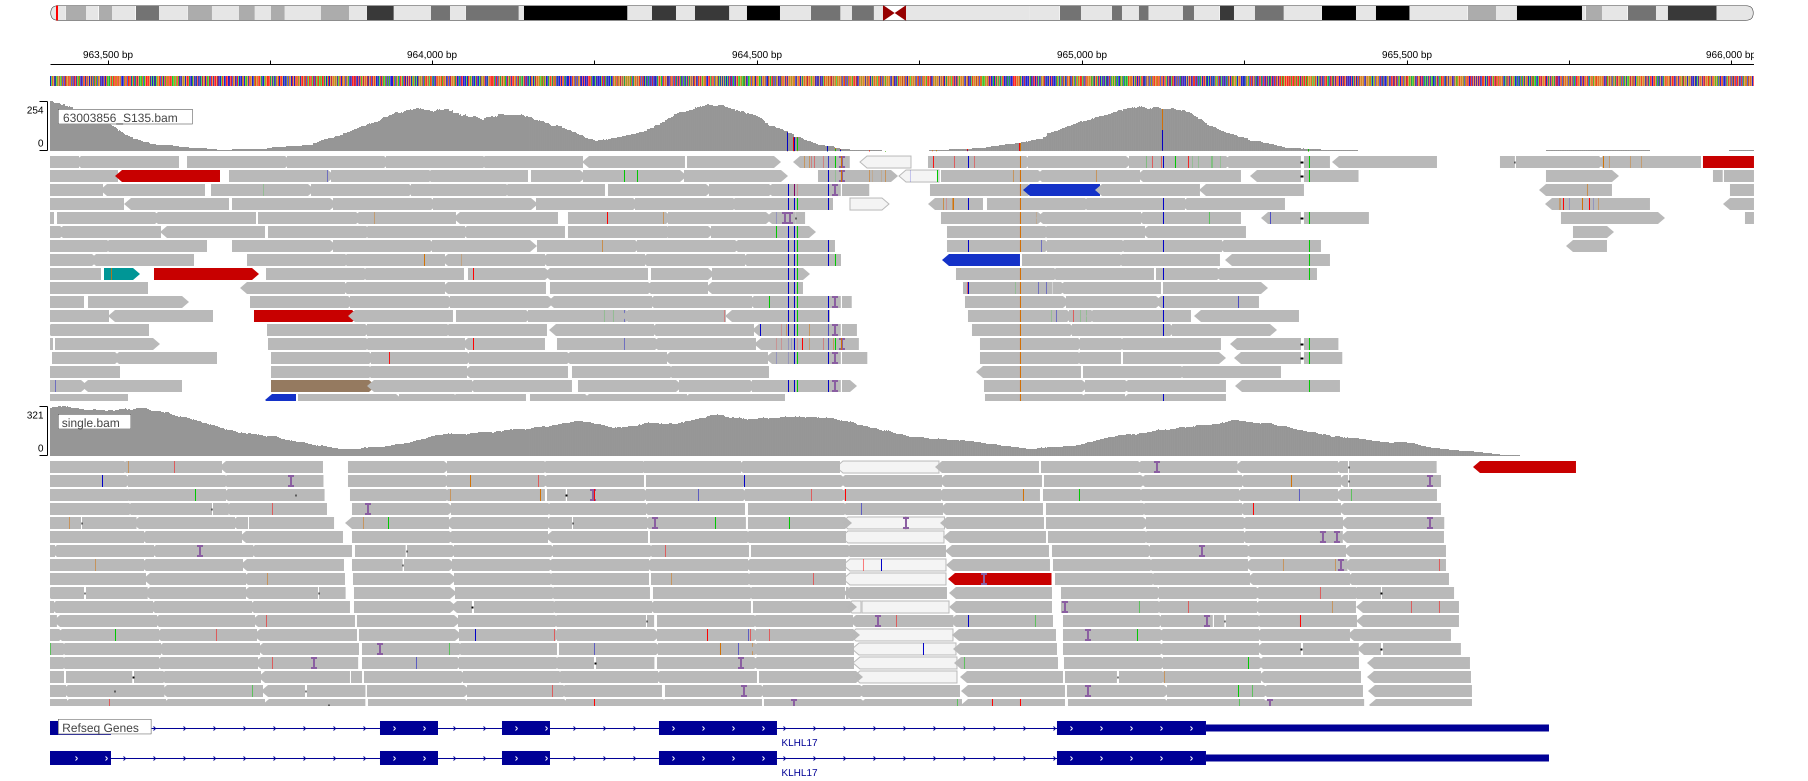 963,500 bp 964,000 bp 964,500 bp 965,000 bp 965,500 bp 966,000 bp
254
63003856_S135.bam
0
321
single.bam
0
Refseq Genes
KLHL17
KLHL17